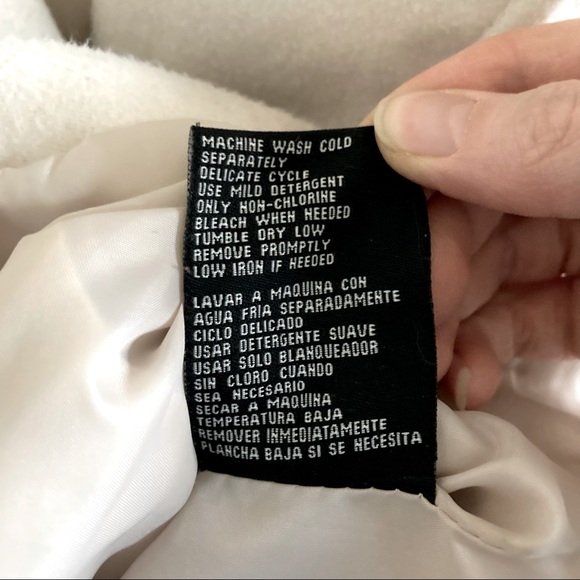 MACHINE WASH COLD
SEPARATELY
DELICATE CYCLE
USE MILD DETERGENT
ONLY NON-CHLORINE
BLEACH WHEN NEEDED
TUMBLE DRY LOW
REMOVE PROMPTLY
LOW IRON IF NEEDED
LAVAR A MAQUINA CON
AGUA FRIA SEPARADAMENTE
CICLO DELICADO
USAR DETERGENTE SUAVE
USAR SOLO BLANQUEADOR
SIN CLORO CUANDO
SEA NECESARIO
SECAR A MAQUINA
TEMPERATURA BAJA
REMOVER INMEDIATAMENTE
PLANCHA BAJA SI SE NECESITA